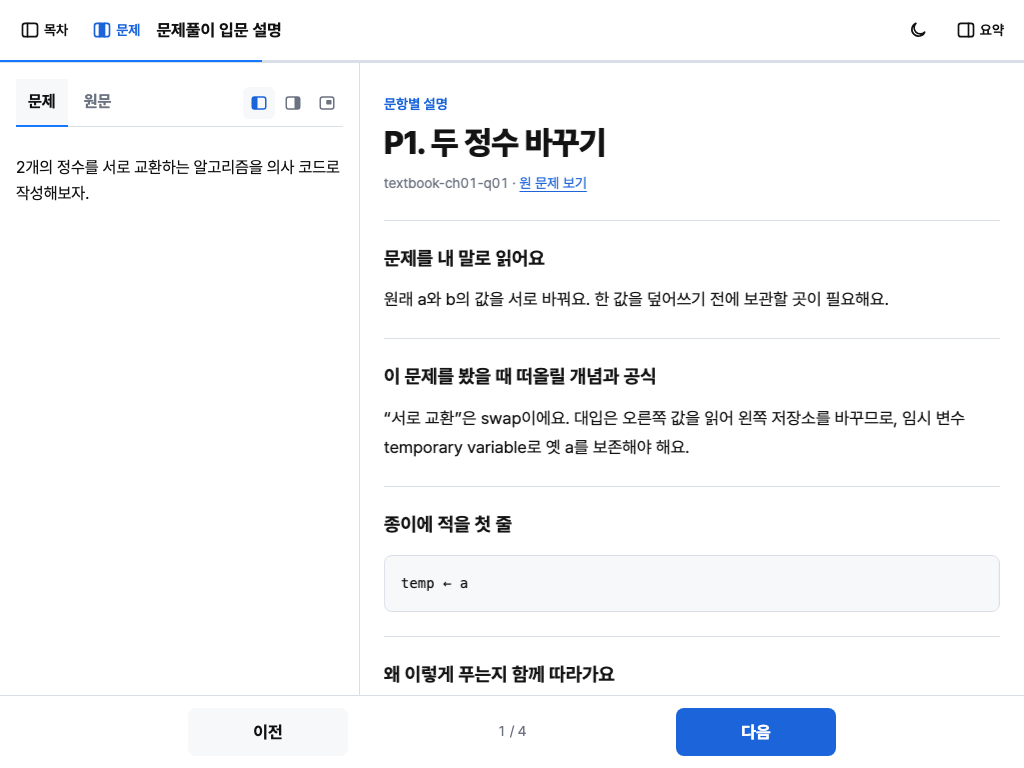 목차
문제
문제풀이 입문 설명
요약
문제
원문
2개의 정수를 서로 교환하는 알고리즘을 의사 코드로
작성해보자.
문항별 설명
P1. 두 정수 바꾸기
textbook-ch01-q01 · 원 문제 보기
문제를 내 말로 읽어요
원래 a와 b의 값을 서로 바꿔요. 한 값을 덮어쓰기 전에 보관할 곳이 필요해요.
이 문제를 봤을 때 떠올릴 개념과 공식
“서로 교환”은 swap이에요. 대입은 오른쪽 값을 읽어 왼쪽 저장소를 바꾸므로, 임시 변수
temporary variable로 옛 a를 보존해야 해요.
종이에 적을 첫 줄
temp ← a
왜 이렇게 푸는지 함께 따라가요
이전
1 / 4
다음